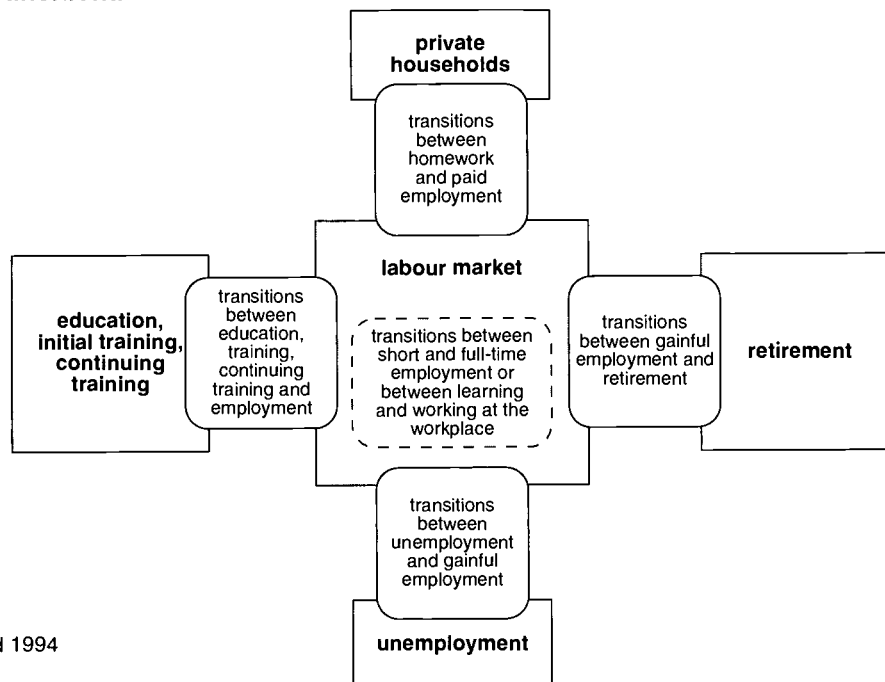 private
households
transitions
between
homework
and paid
employment
labour market
education,
initial training,
continuing
training
transitions
between
education,
training,
continuing
training and
employment
transitions between
short and full-time
employment or
between learning
and working at the
workplace
transitions
between gainful
employment and
retirement
retirement
transitions
between
unemployment
and gainful
employment
unemployment
1994